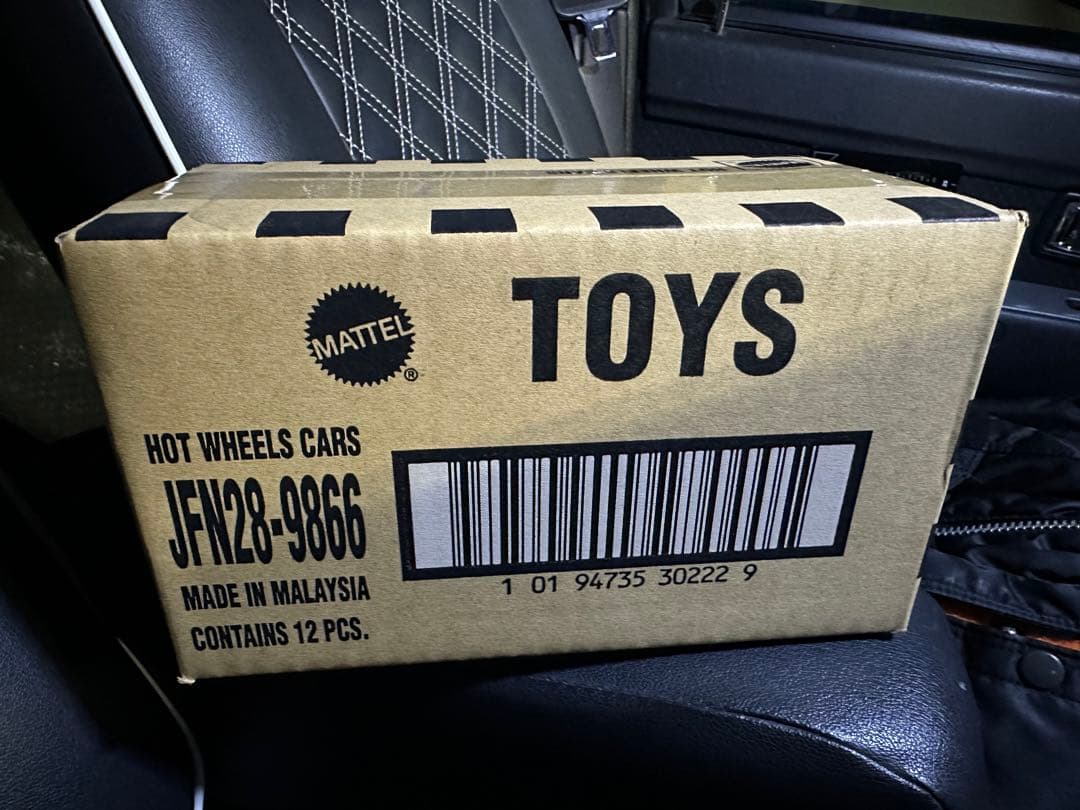 MATTEL
®
TOYS
HOT WHEELS CARS
JFN28-9866
MADE IN MALAYSIA
CONTAINS 12 PCS.
1 01 94735 30222 9